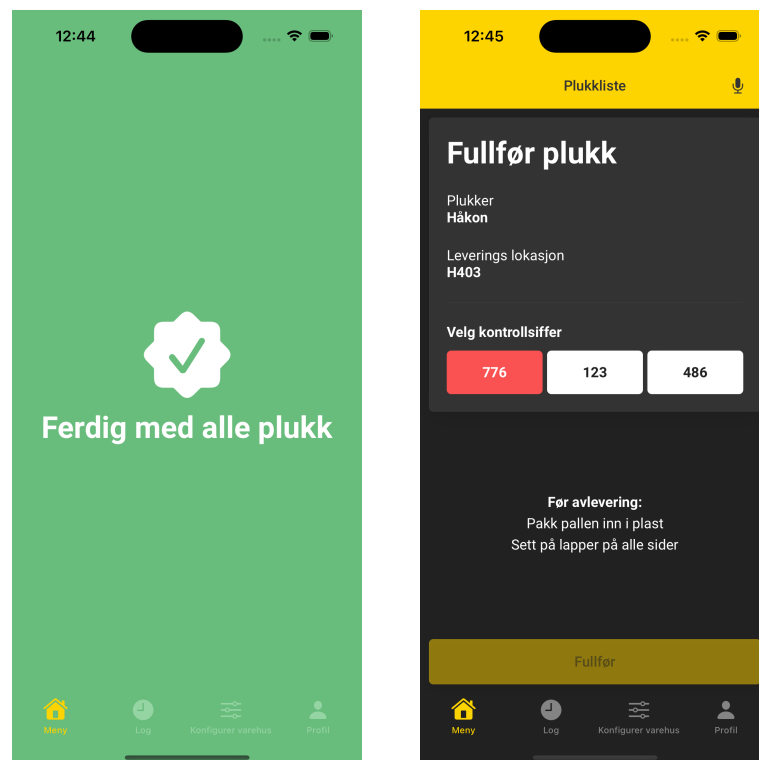 12:44
Ferdig med alle plukk
Meny
Log
Konfigurer varehus
Profil
12:45
Plukkliste
Fullfør plukk
Plukker
Håkon
Leverings lokasjon
H403
Velg kontrollsiffer
776
123
486
Før avlevering:
Pakk pallen inn i plast
Sett på lapper på alle sider
Fullfør
Meny
Log
Konfigurer varehus
Profil